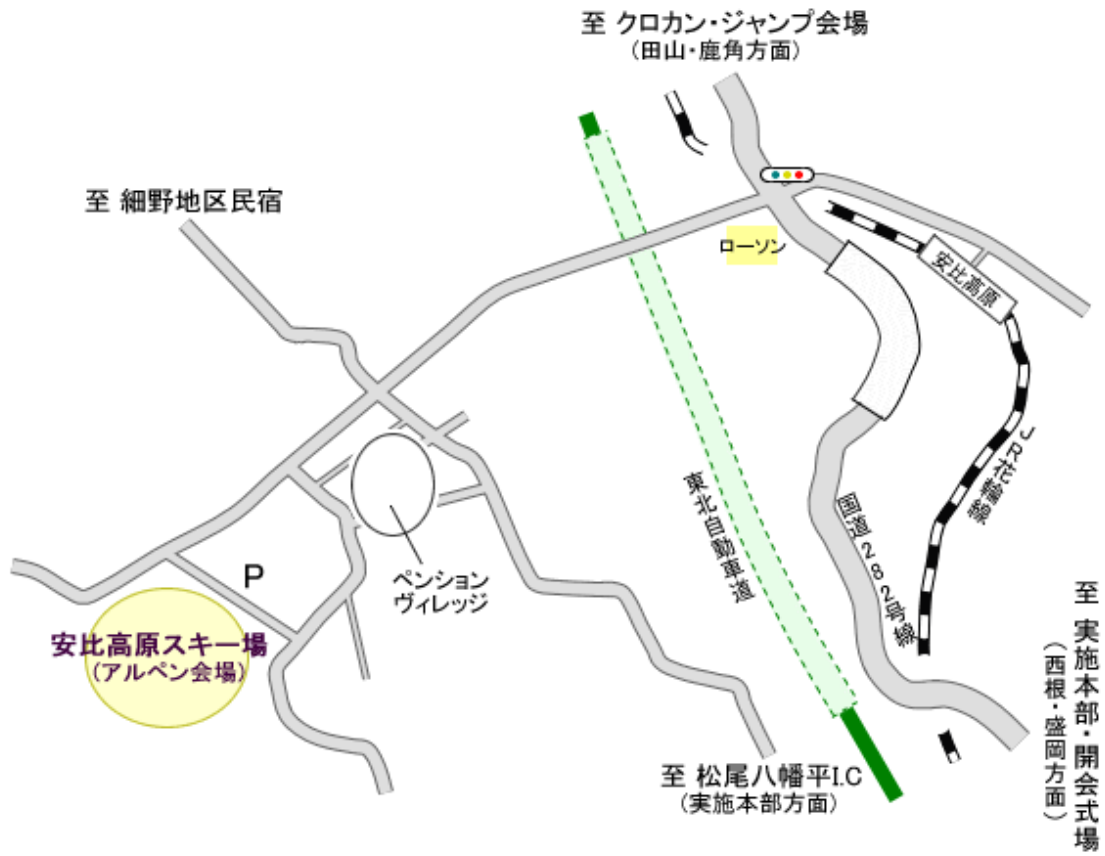 至 クロカン・ジャンプ会場
（田山・鹿角方面）
至 細野地区民宿
ローソン
安比高原
JR花輪線
東北自動車道
国道282号線
ペンション
ヴィレッジ
P
安比高原スキー場
（アルペン会場）
至 松尾八幡平I.C
（実施本部方面）
至 実施本部・開会式場
（西根・盛岡方面）